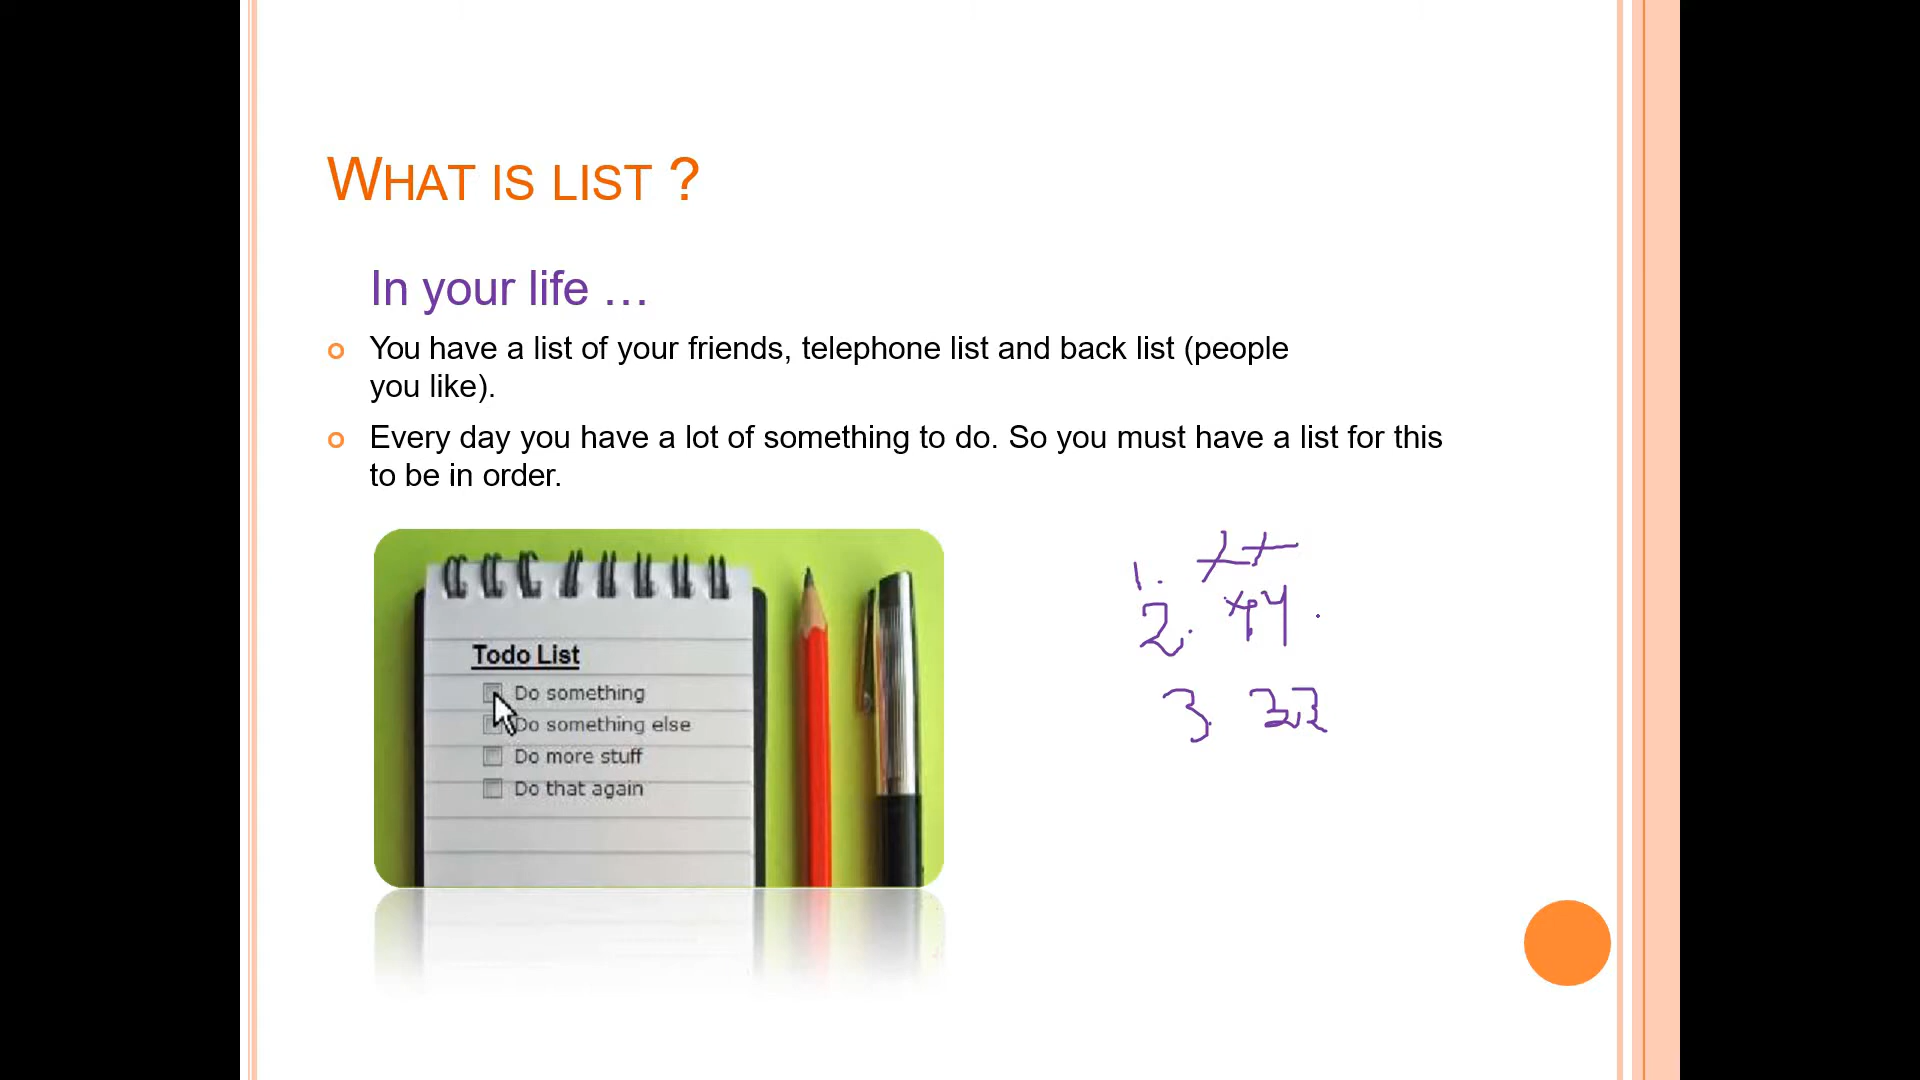 WHAT IS LIST ?
In your life …
You have a list of your friends, telephone list and back list (people
you like).
Every day you have a lot of something to do. So you must have a list for this
to be in order.
Todo List
Do something
Do something else
Do more stuff
Do that again
1.
2.
3.